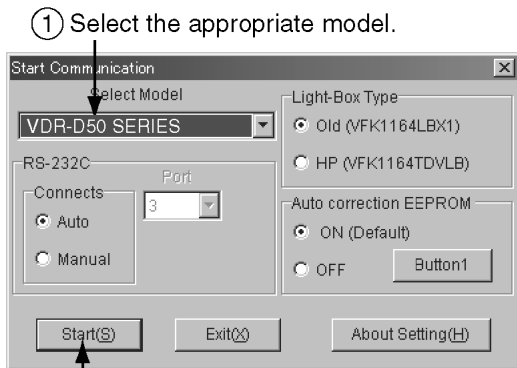 ① Select the appropriate model.
Start Communication
Select Model
VDR-D50 SERIES
RS-232C
Connects
Auto
Manual
Port
3
Light-Box Type
Old (VFK1164LBX1)
HP (VFK1164TDVLB)
Auto correction EEPROM
ON (Default)
OFF
Button1
Start(S)
Exit(X)
About Setting(H)